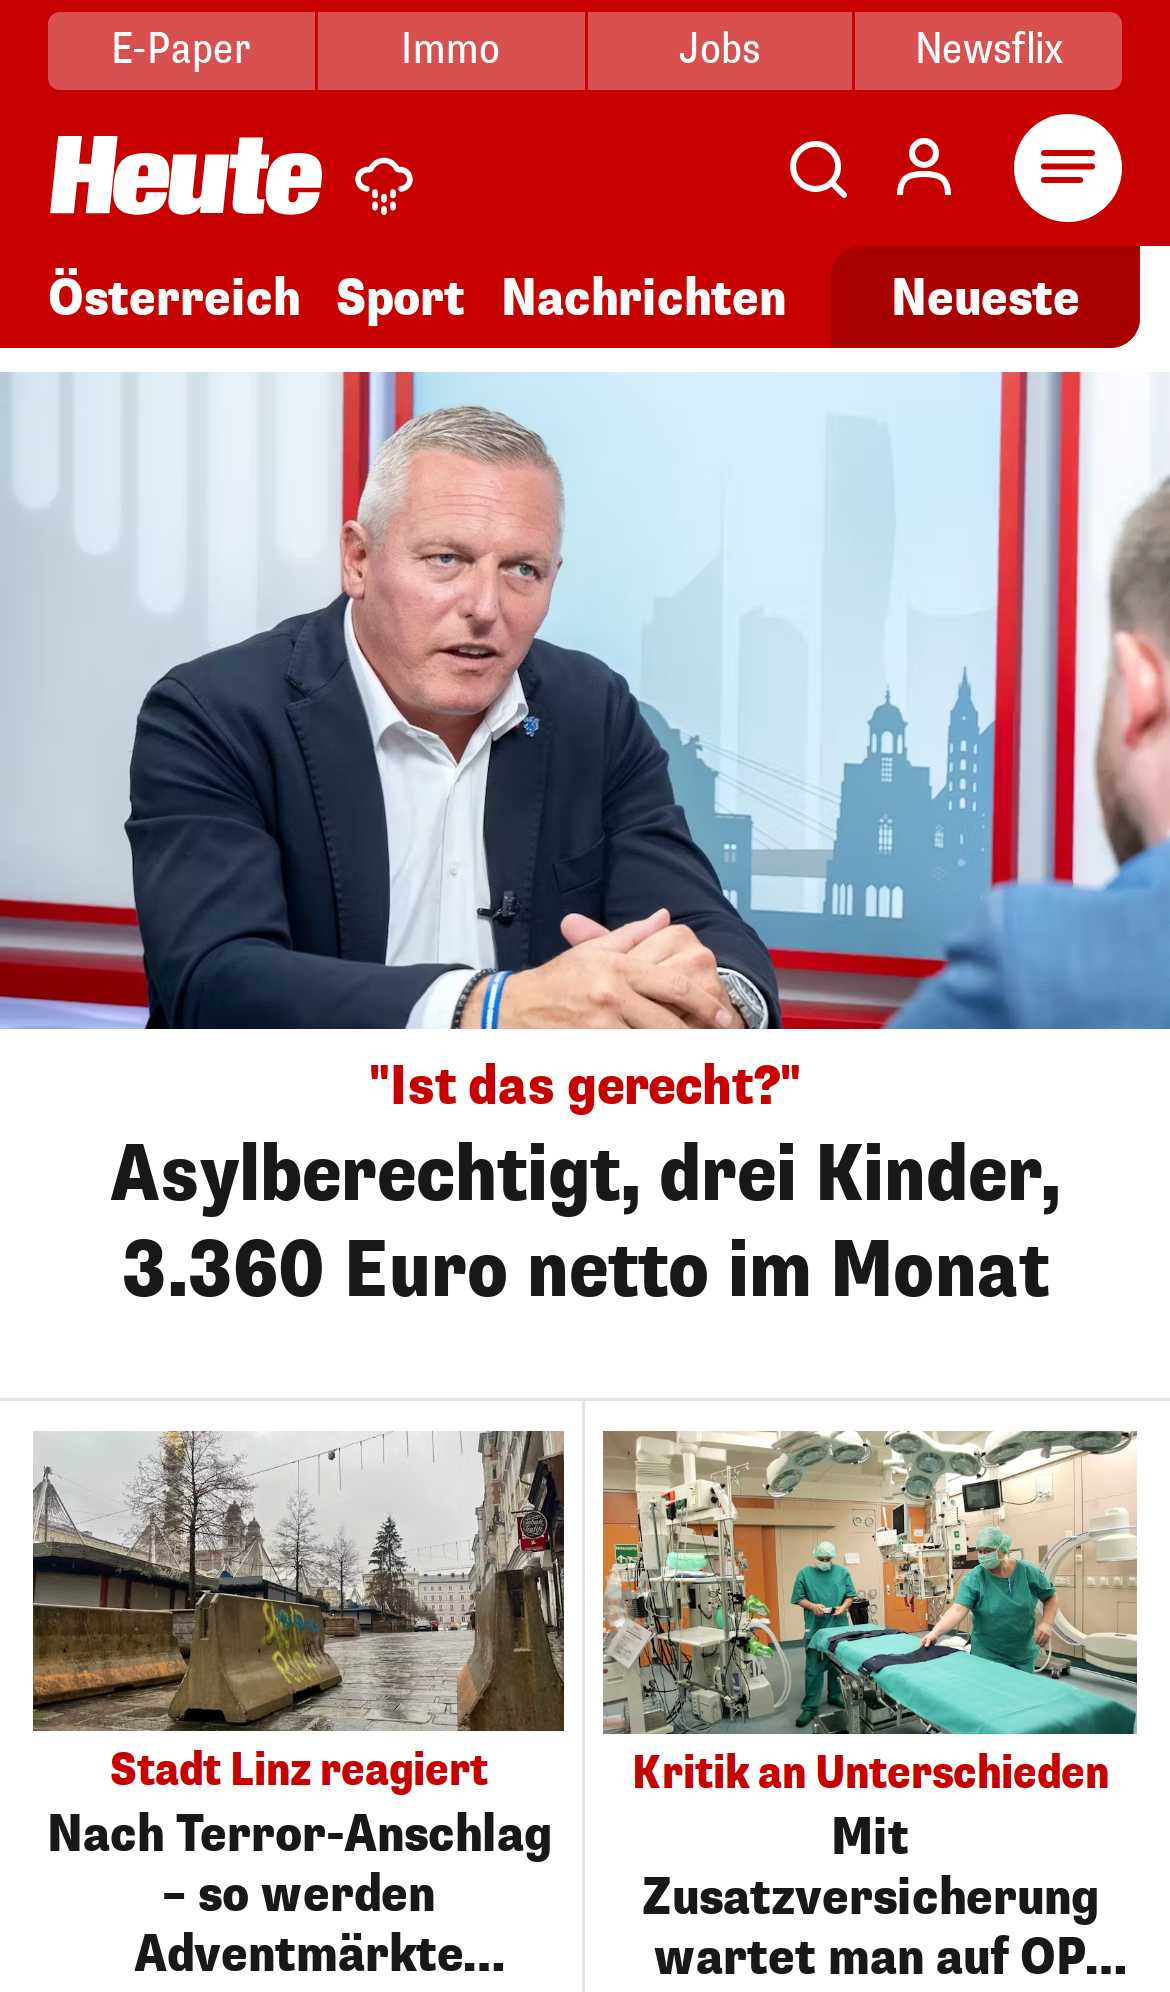 E-Paper
Immo
Jobs
Newsflix
Heute
Österreich
Sport
Nachrichten
Neueste
"Ist das gerecht?"
Asylberechtigt, drei Kinder,
3.360 Euro netto im Monat
Stadt Linz reagiert
Nach Terror-Anschlag
– so werden
Adventmärkte...
Kritik an Unterschieden
Mit
Zusatzversicherung
wartet man auf OP...